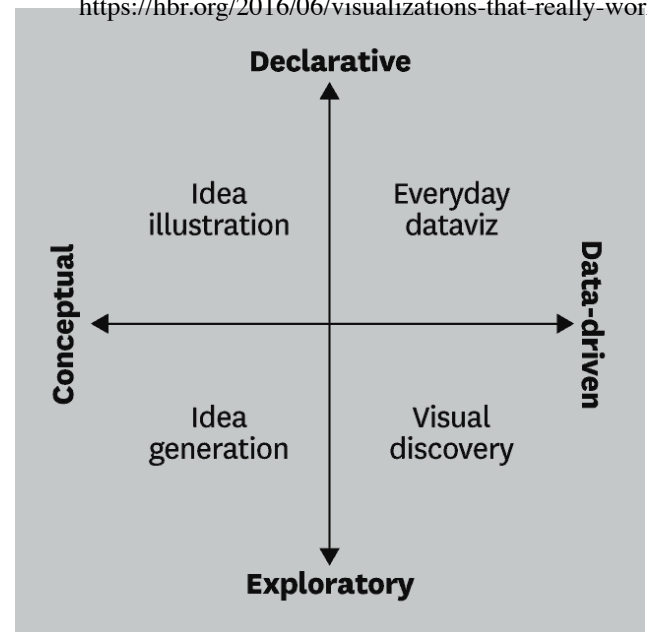 https://hbr.org/2016/06/visualizations-that-really-wor
Declarative
Idea
illustration
Everyday
dataviz
Conceptual
Data-driven
Idea
generation
Visual
discovery
Exploratory